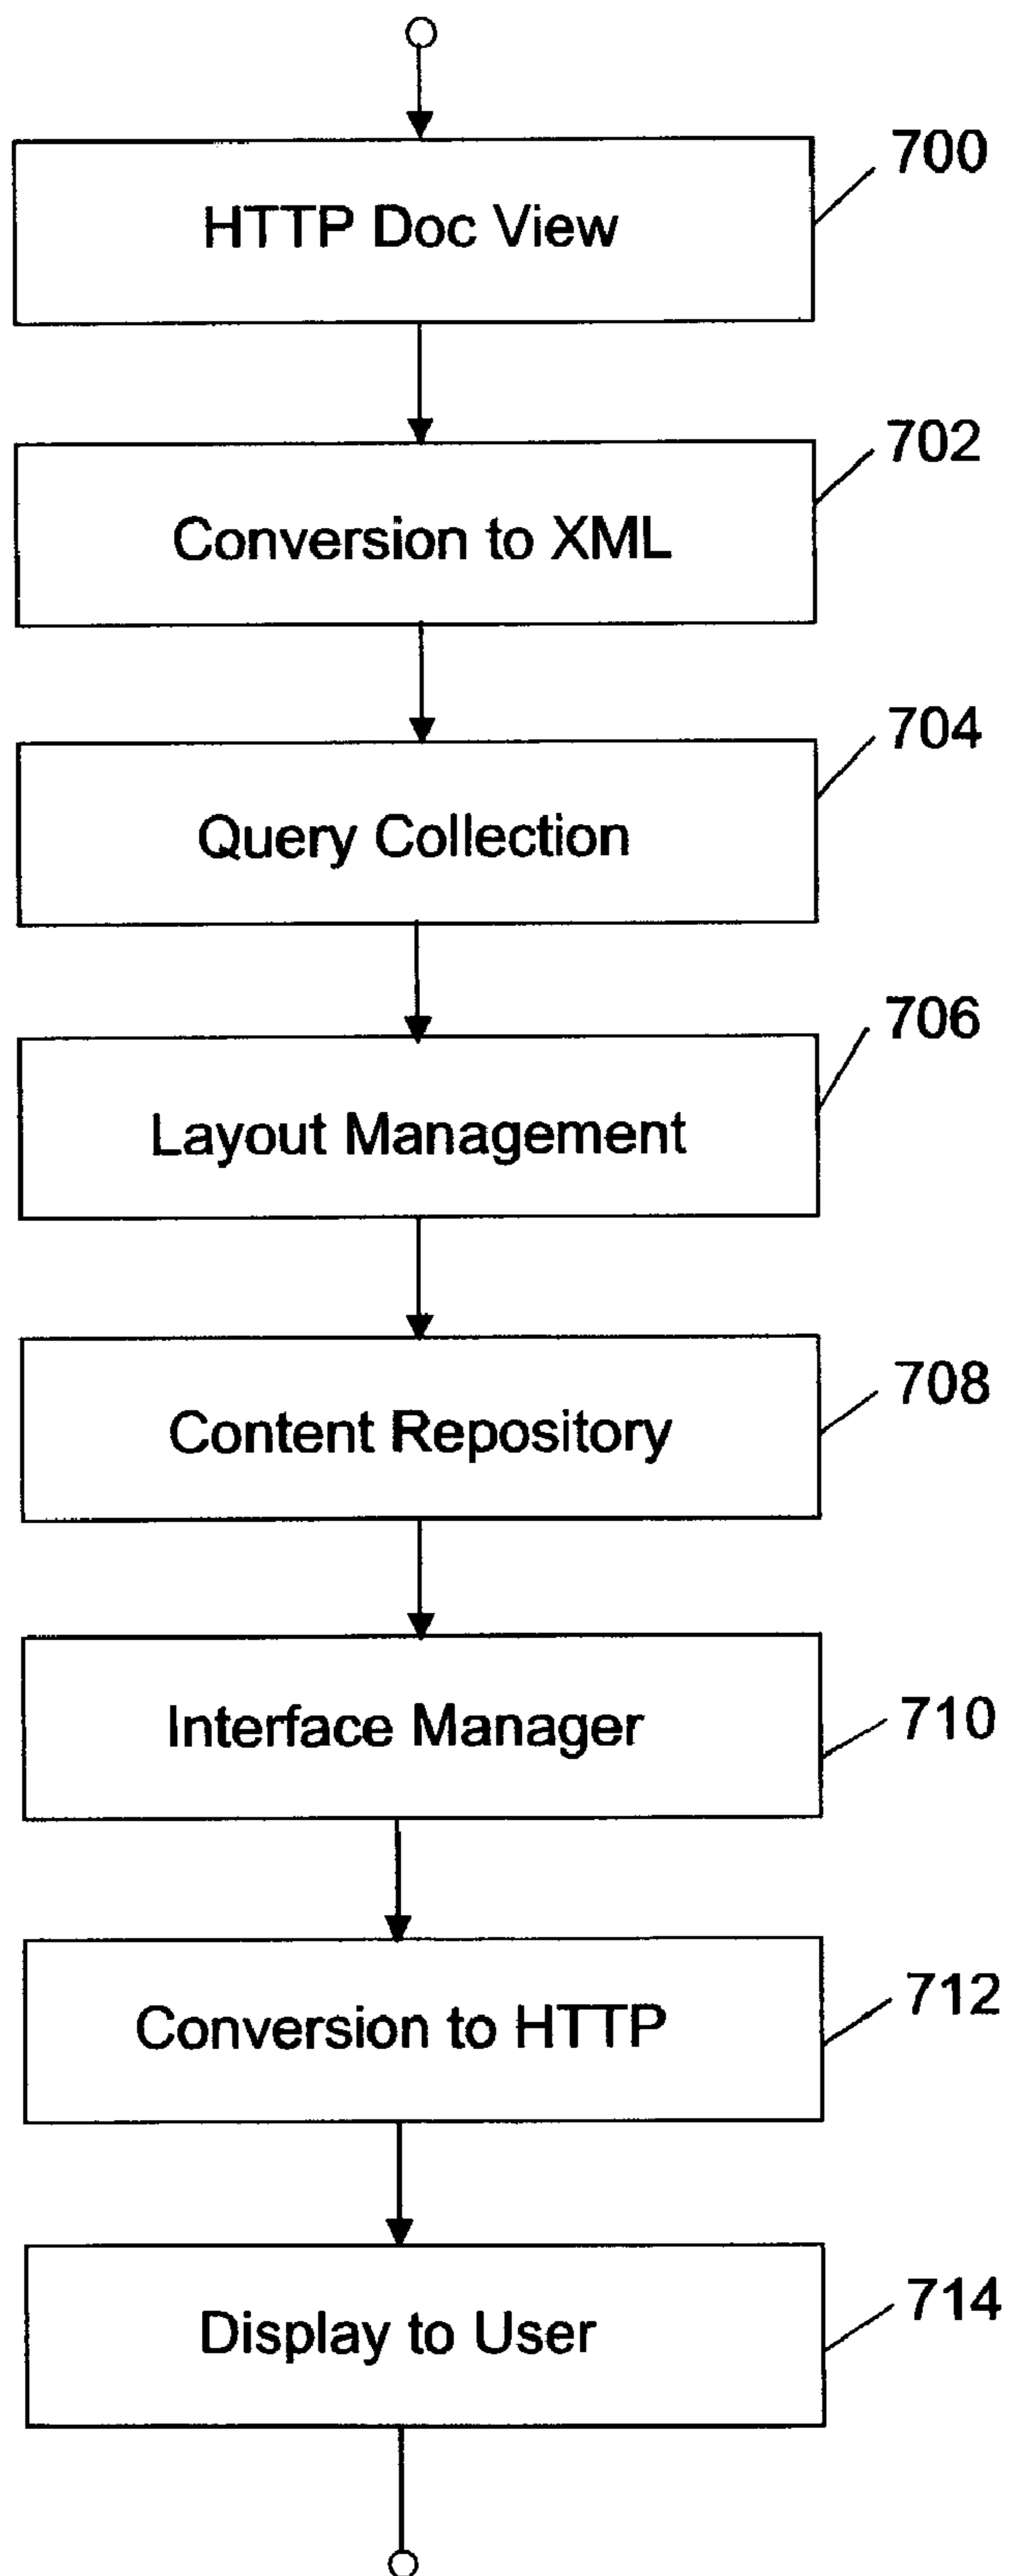 700
HTTP Doc View
702
Conversion to XML
704
Query Collection
706
Layout Management
708
Content Repository
710
Interface Manager
712
Conversion to HTTP
714
Display to User